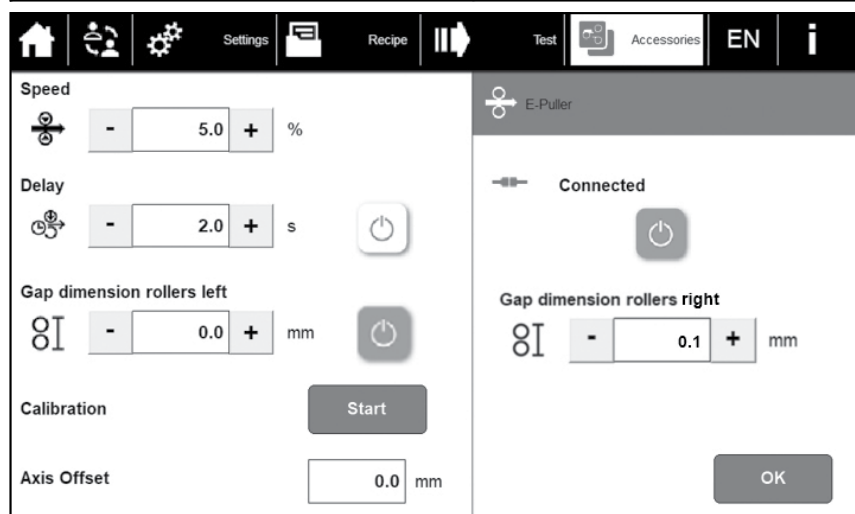 Settings Recipe Test Accessories EN i
Speed
- 5.0 + %
Delay
- 2.0 + s
Gap dimension rollers left
- 0.0 + mm
Calibration Start
Axis Offset 0.0 mm
E-Puller
Connected
Gap dimension rollers right
- 0.1 + mm
OK